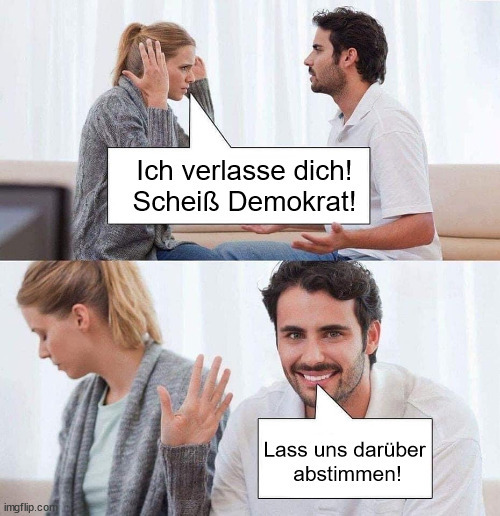 Ich verlasse dich!
Scheiß Demokrat!
Lass uns darüber
abstimmen!
imgflip.com